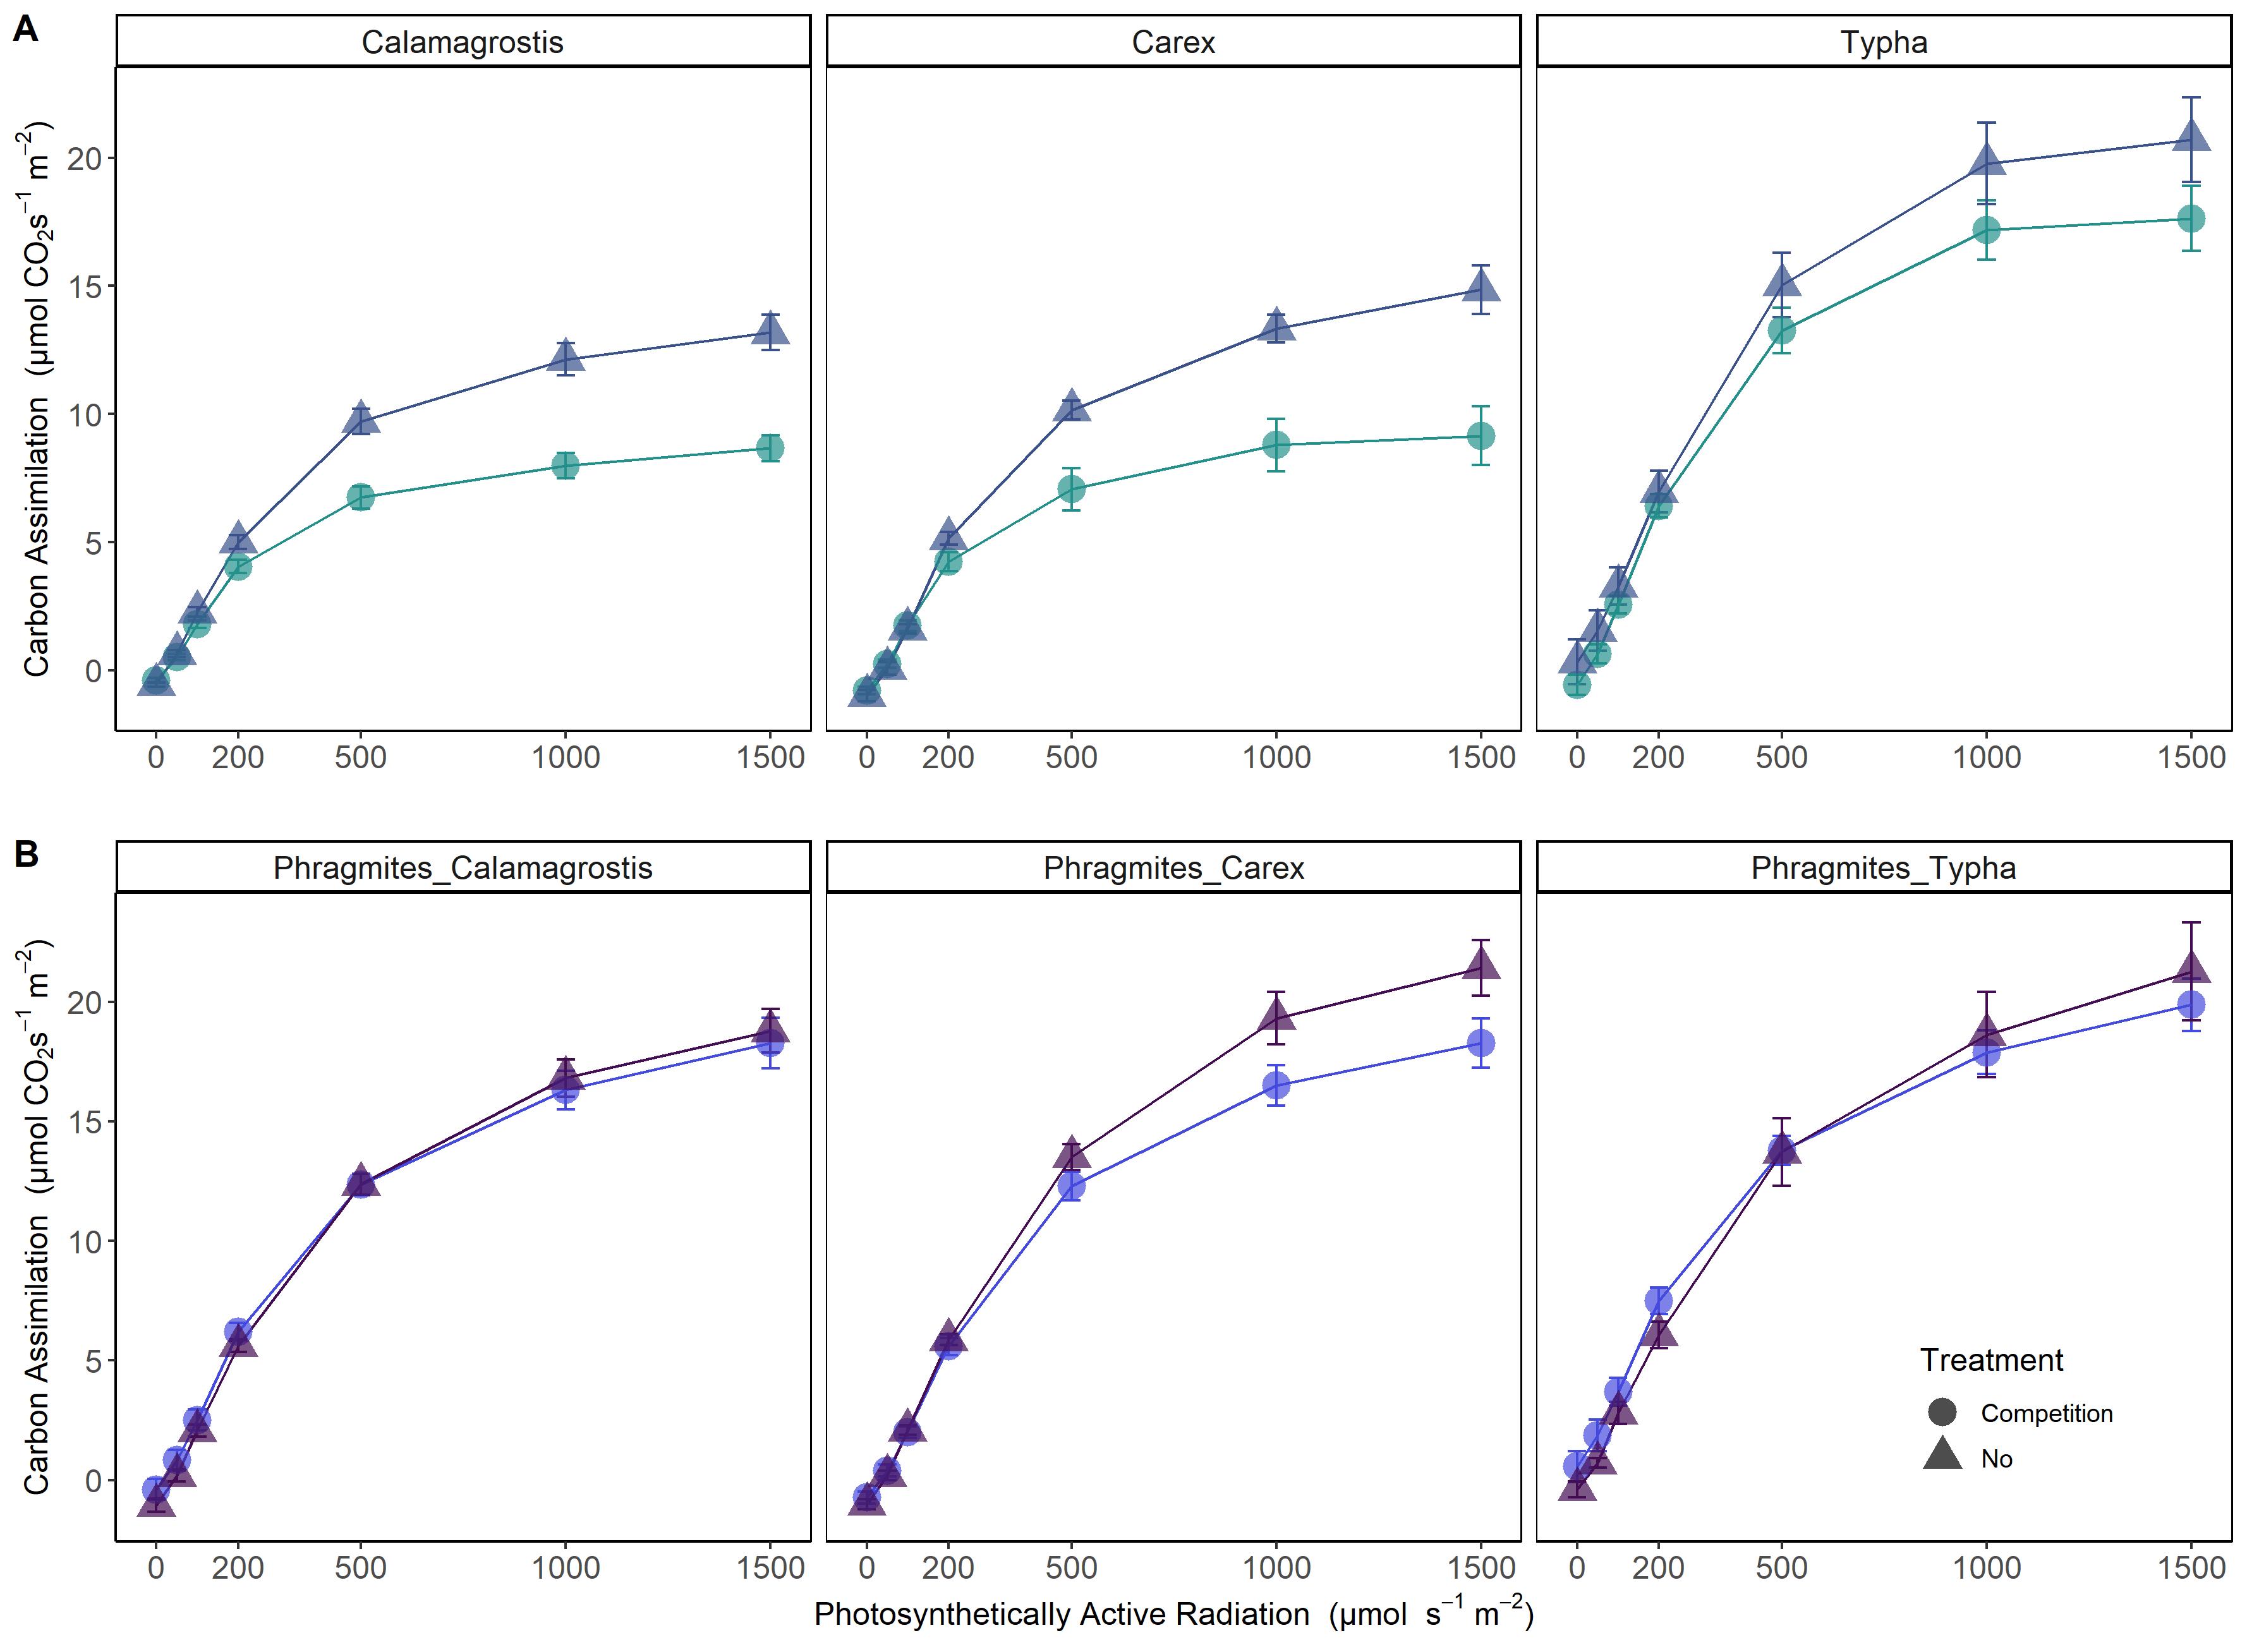 A
Calamagrostis
Carex
Typha
Carbon Assimilation (µmol CO₂s⁻¹ m⁻²)
20
15
10
5
0
0 200 500 1000 1500
0 200 500 1000 1500
0 200 500 1000 1500
B
Phragmites_Calamagrostis
Phragmites_Carex
Phragmites_Typha
Carbon Assimilation (µmol CO₂s⁻¹ m⁻²)
20
15
10
5
0
Treatment
Competition
No
0 200 500 1000 1500
0 200 500 1000 1500
0 200 500 1000 1500
Photosynthetically Active Radiation (µmol s⁻¹ m⁻²)